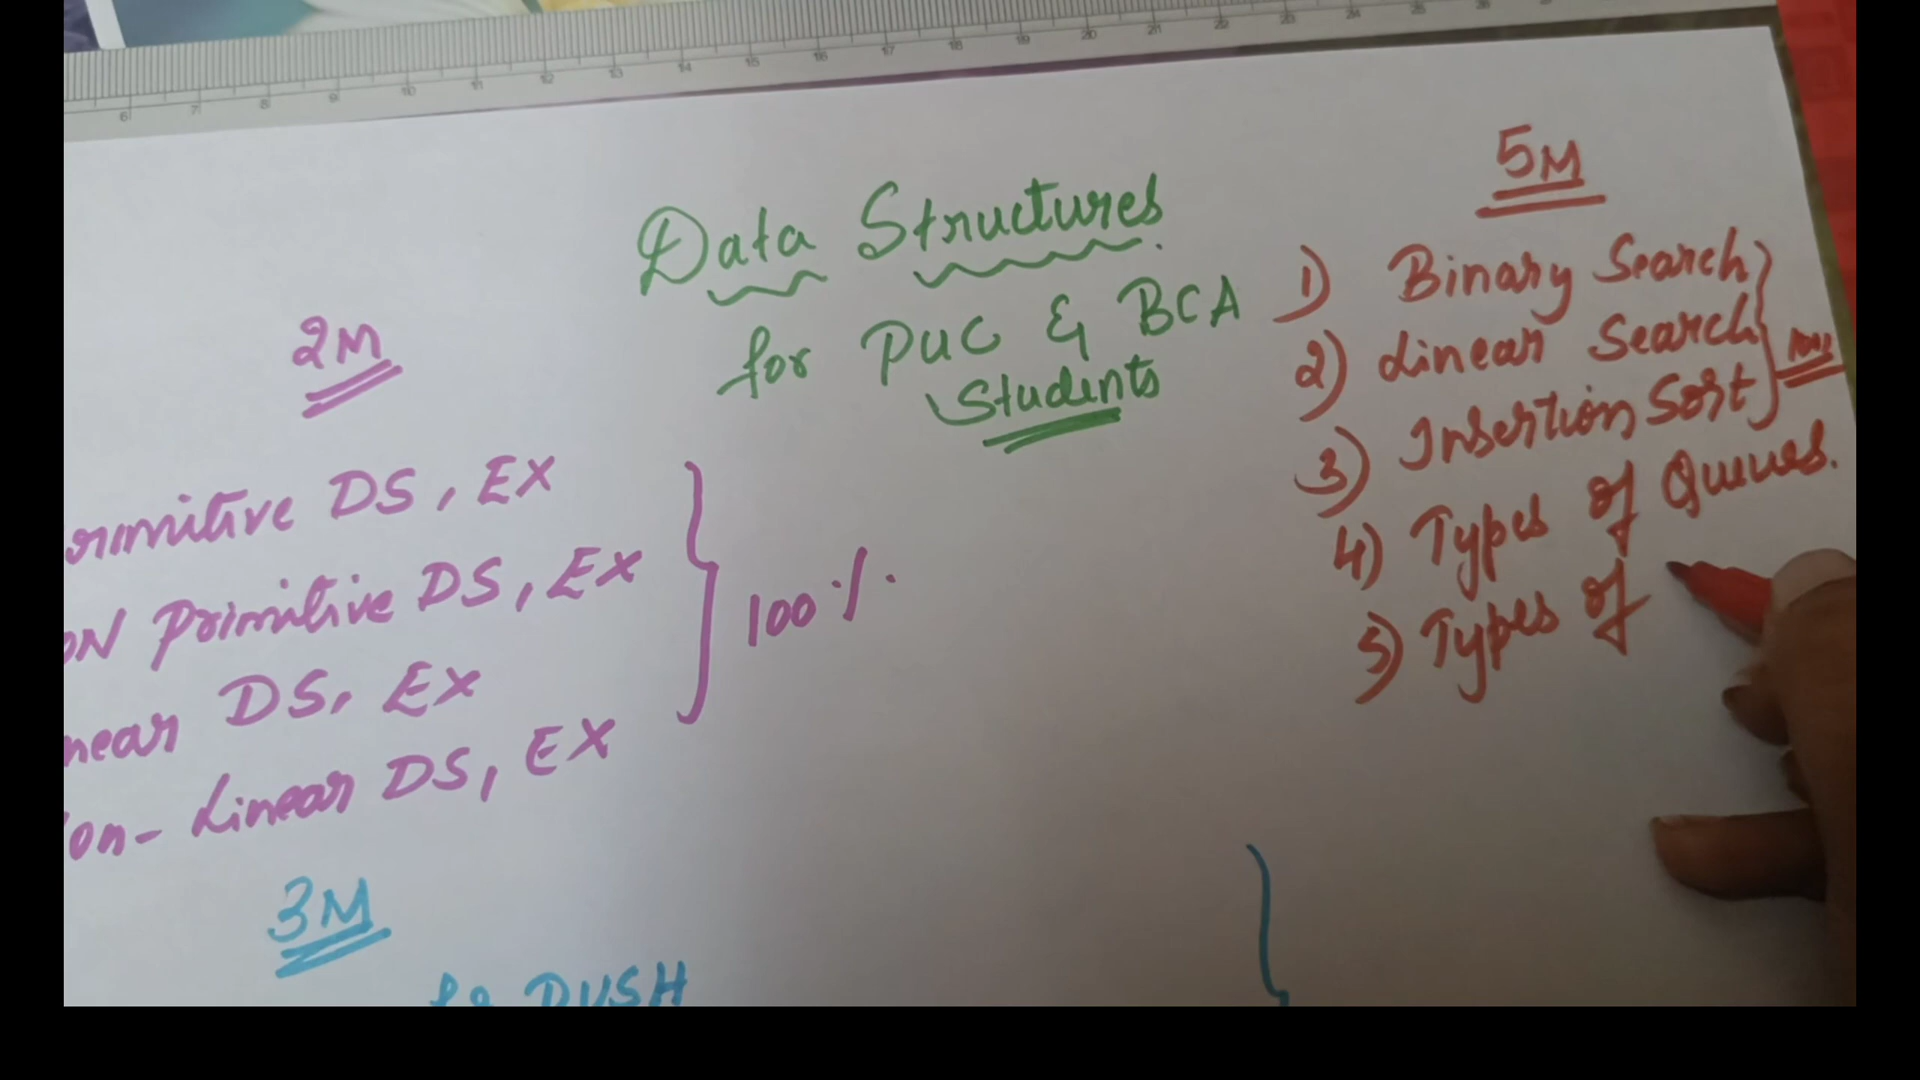 Data Structures
for PUC & BCA
Students
2M
rimitive DS, EX
ON Primitive DS, EX
near DS, EX
on- Linear DS, EX
100%
3M
PUSH
5M
1) Binary Search
2) Linear Search
3) Insertion Sort
4) Types of Queues.
5) Types of